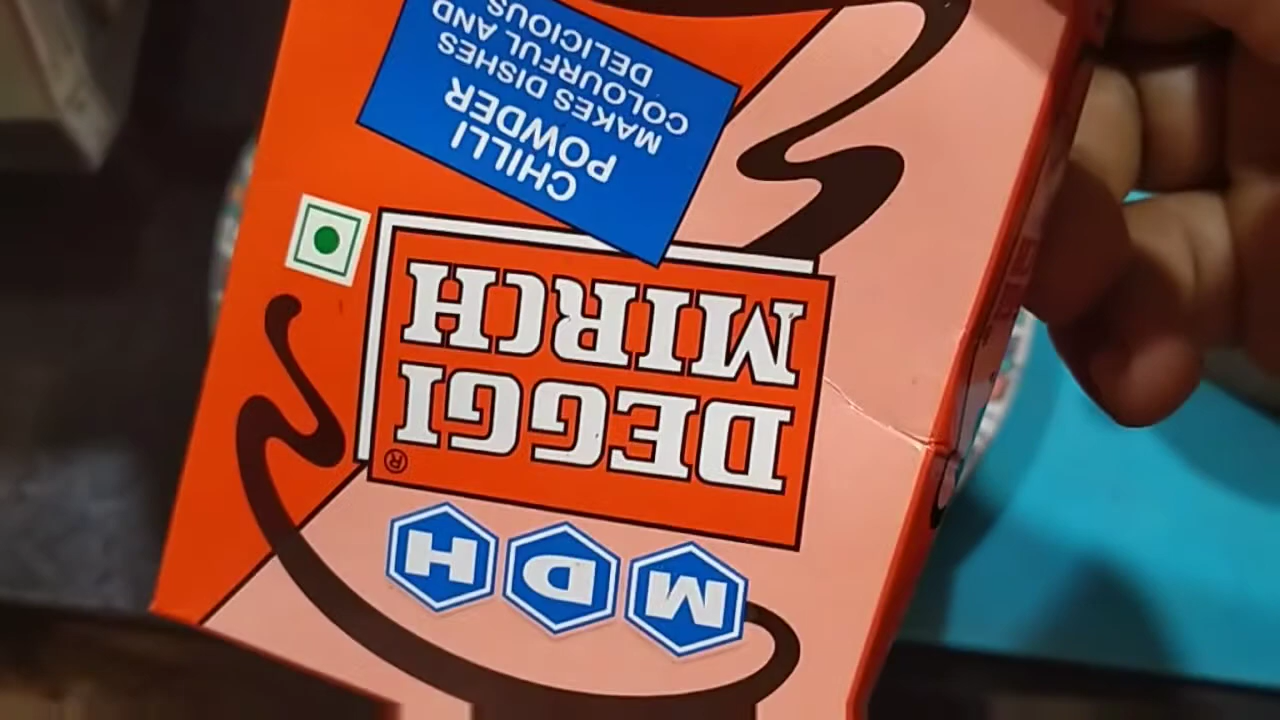 MDH
DEGGI
MIRCH
®
CHILLI
POWDER
MAKES DISHES
COLOURFUL AND
DELICIOUS